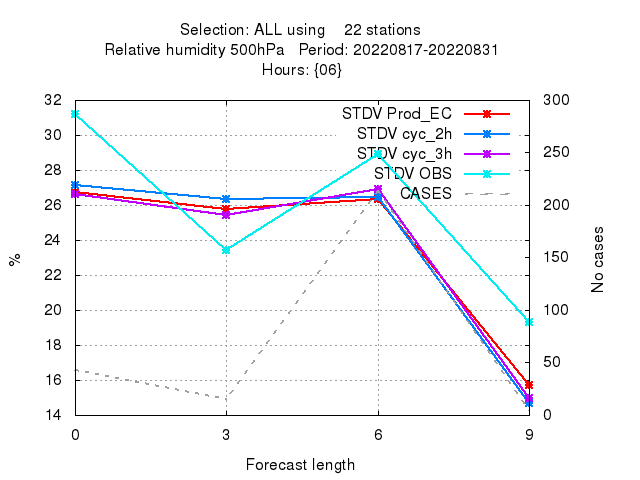 Selection: ALL using    22 stations
Relative humidity 500hPa   Period: 20220817-20220831
Hours: {06}
32
30
28
26
24
22
20
18
16
14
%
STDV Prod_EC
STDV cyc_2h
STDV cyc_3h
STDV OBS
CASES
300
250
200
150
100
50
0
No cases
0 3 6 9
Forecast length